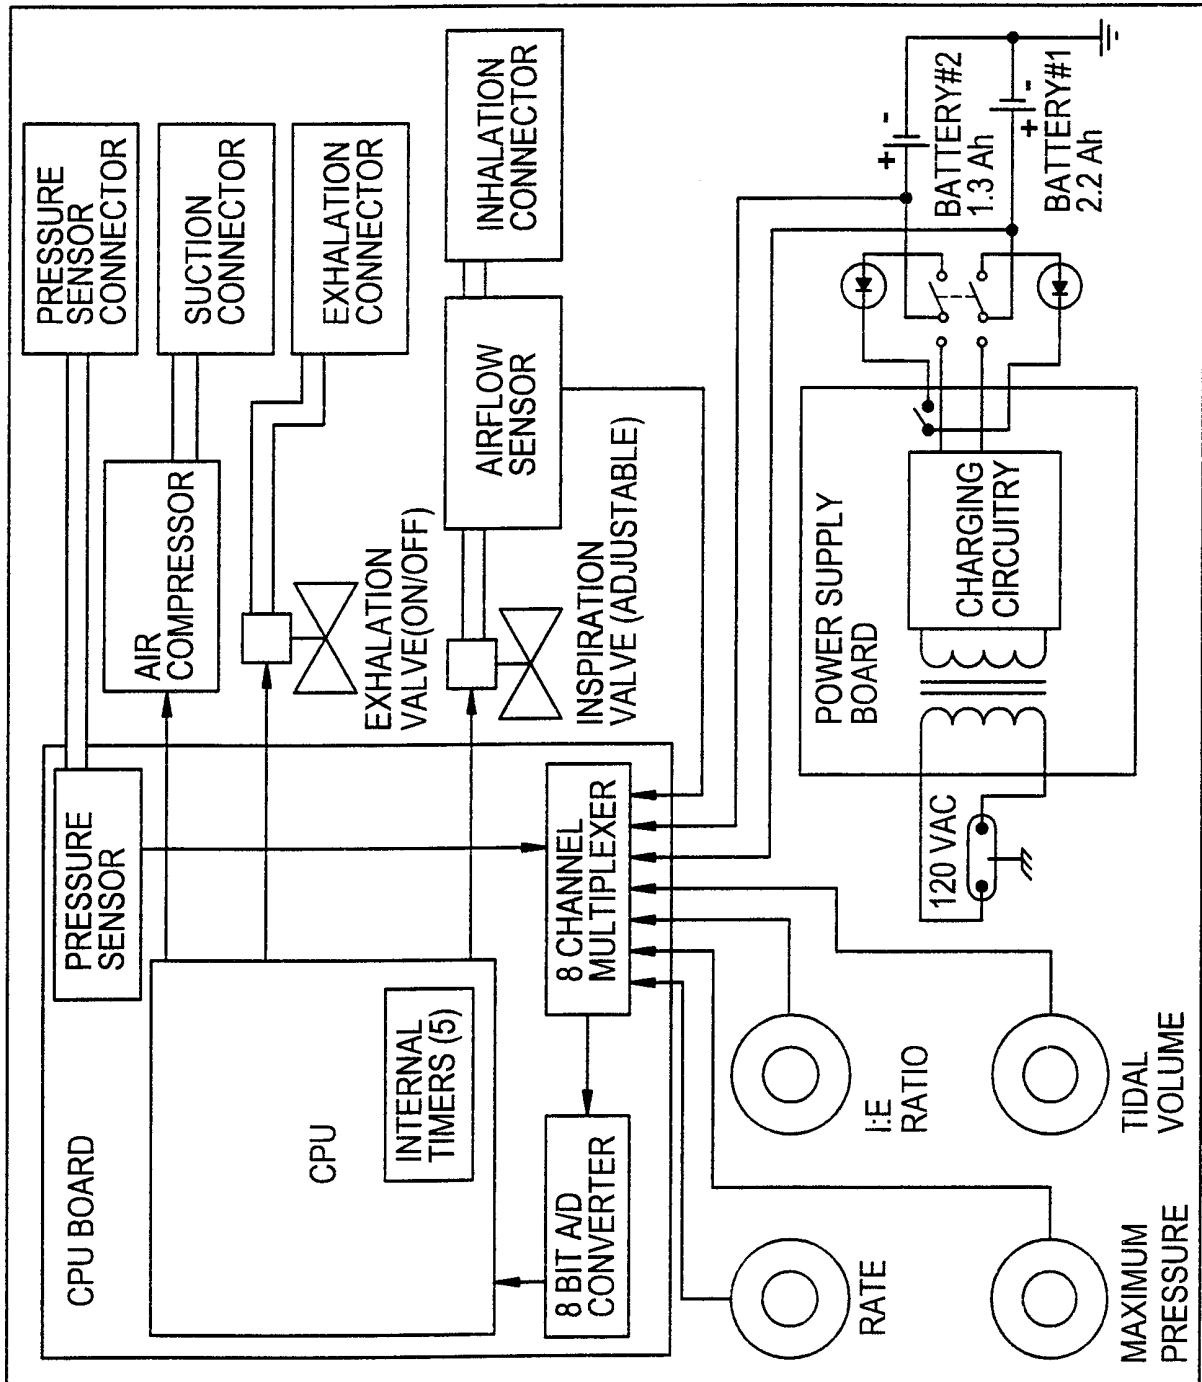 CPU BOARD
PRESSURE
SENSOR
CPU
INTERNAL
TIMERS (5)
8 BIT A/D
CONVERTER
8 CHANNEL
MULTIPLEXER
AIR
COMPRESSOR
EXHALATION
VALVE(ON/OFF)
INSPIRATION
VALVE (ADJUSTABLE)
AIRFLOW
SENSOR
PRESSURE
SENSOR
CONNECTOR
SUCTION
CONNECTOR
EXHALATION
CONNECTOR
INHALATION
CONNECTOR
RATE
MAXIMUM
PRESSURE
I:E
RATIO
TIDAL
VOLUME
120 VAC
POWER SUPPLY
BOARD
CHARGING
CIRCUITRY
+ -
BATTERY#2
1.3 Ah
+ -
BATTERY#1
2.2 Ah